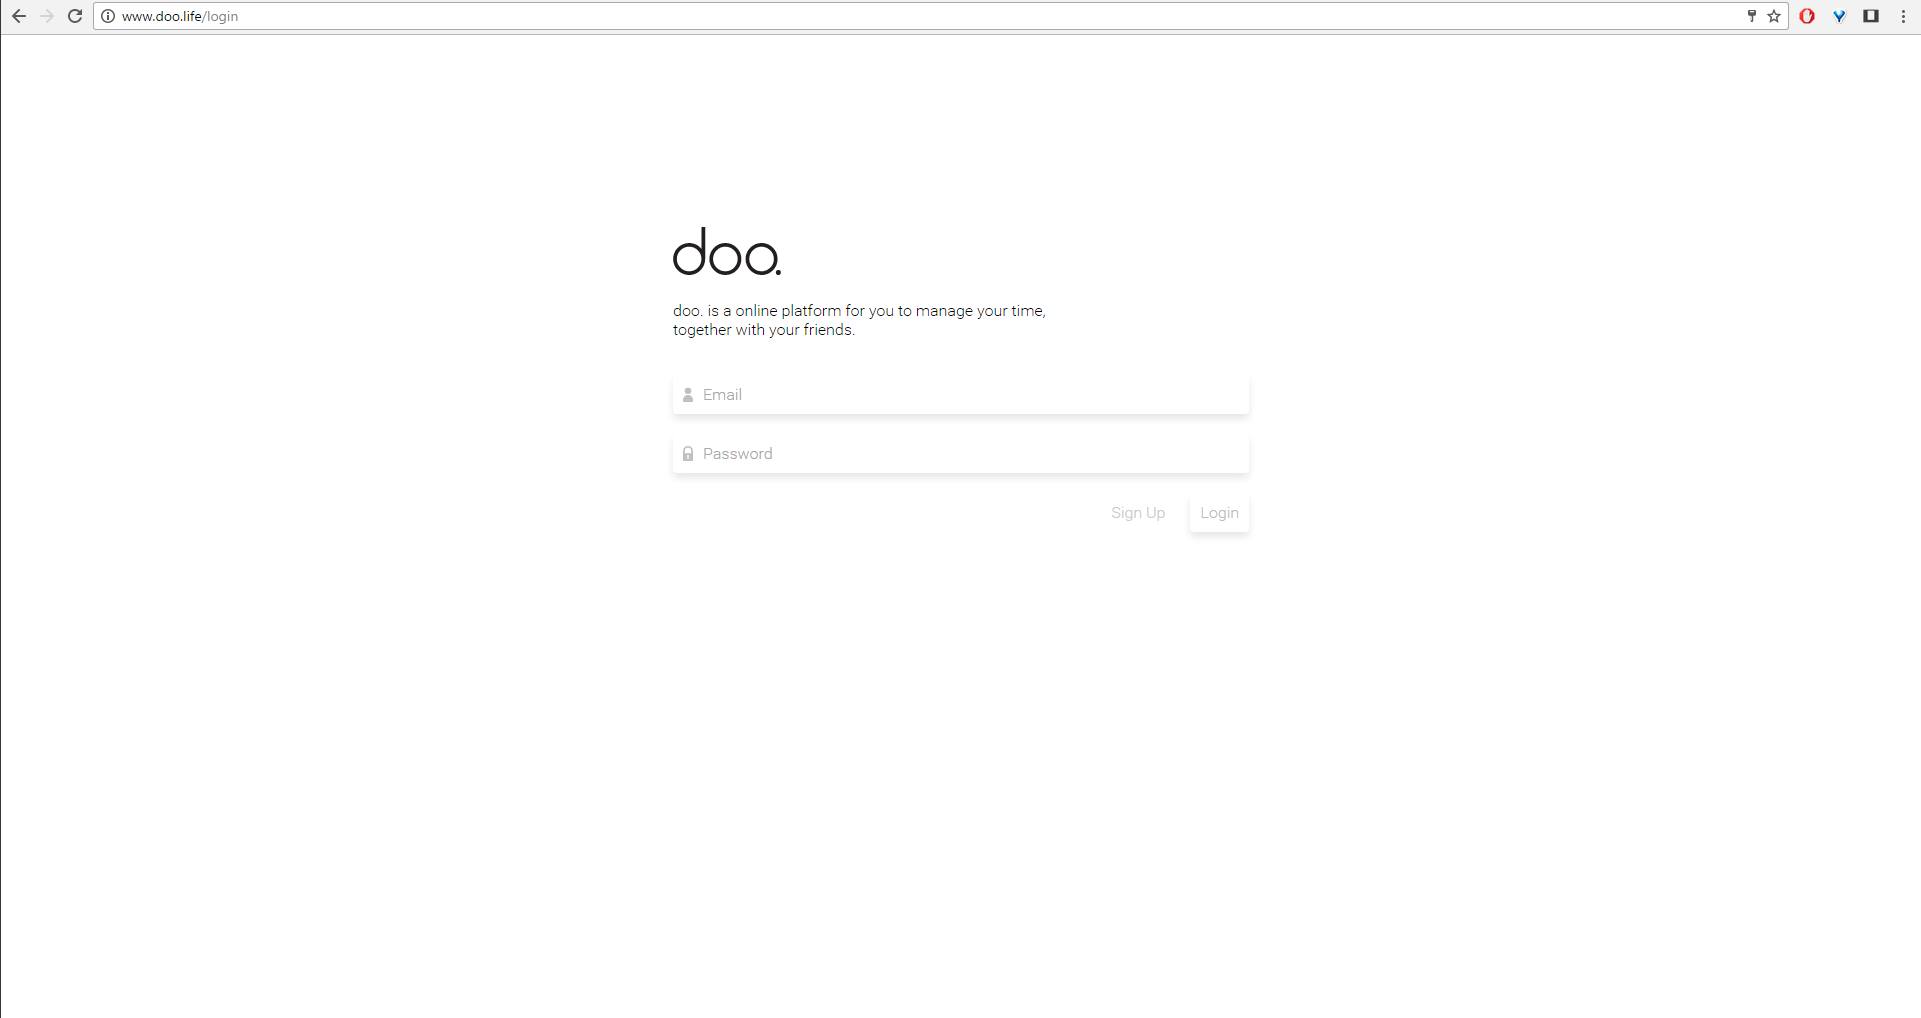 www.doo.life/login
doo.
doo. is a online platform for you to manage your time,
together with your friends.
Email
Password
Sign Up
Login